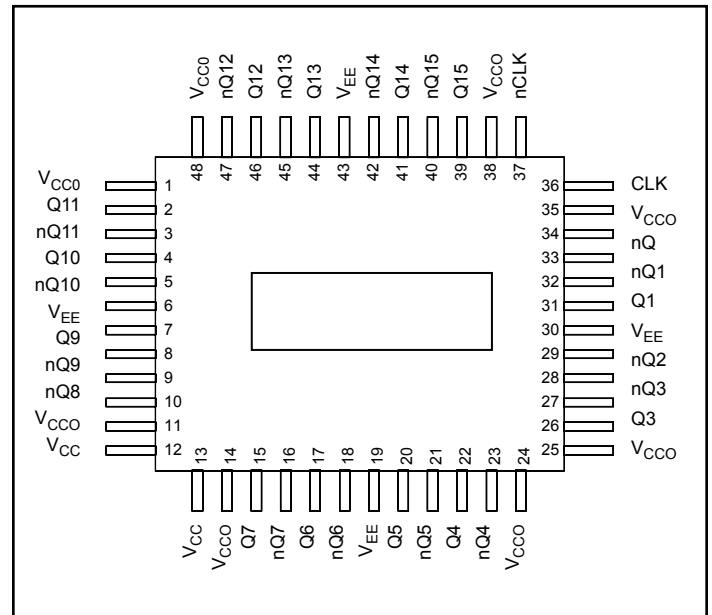 VCC0
nQ12
Q12
nQ13
Q13
VEE
nQ14
Q14
nQ15
Q15
VCCO
nCLK
48
47
46
45
44
43
42
41
40
39
38
37
VCC0
Q11
nQ11
Q10
nQ10
VEE
Q9
nQ9
nQ8
VCCO
VCC
1
2
3
4
5
6
7
8
9
10
11
12
36
35
34
33
32
31
30
29
28
27
26
25
CLK
VCCO
nQ
nQ1
Q1
VEE
nQ2
nQ3
Q3
VCCO
13
14
15
16
17
18
19
20
21
22
23
24
VCC
VCCO
Q7
nQ7
Q6
nQ6
VEE
Q5
nQ5
Q4
nQ4
VCCO